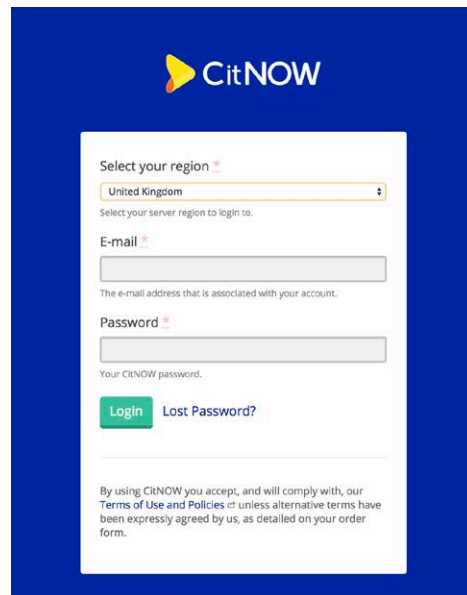 CitNOW
Select your region *
United Kingdom
Select your server region to login to.
E-mail *
The e-mail address that is associated with your account.
Password *
Your CitNOW password.
Login Lost Password?
By using CitNOW you accept, and will comply with, our
Terms of Use and Policies unless alternative terms have
been expressly agreed by us, as detailed on your order
form.